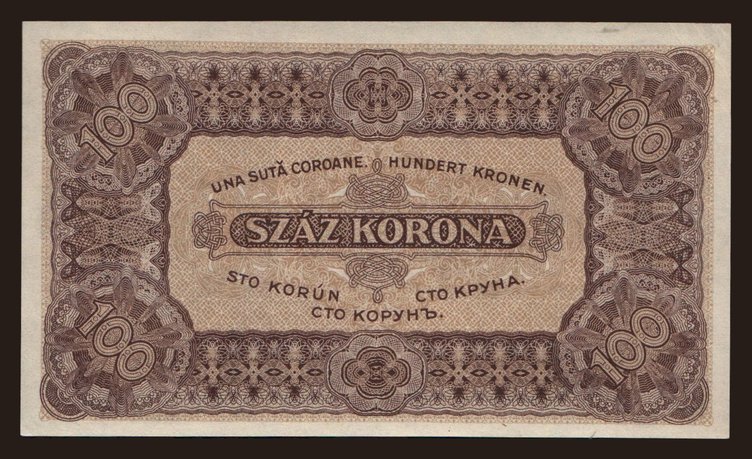 100 100
UNA SUTĂ COROANE. HUNDERT KRONEN.
SZÁZ KORONA
STO KORÚN СТО КРУНА.
СТО КОРУНЪ.
100 100